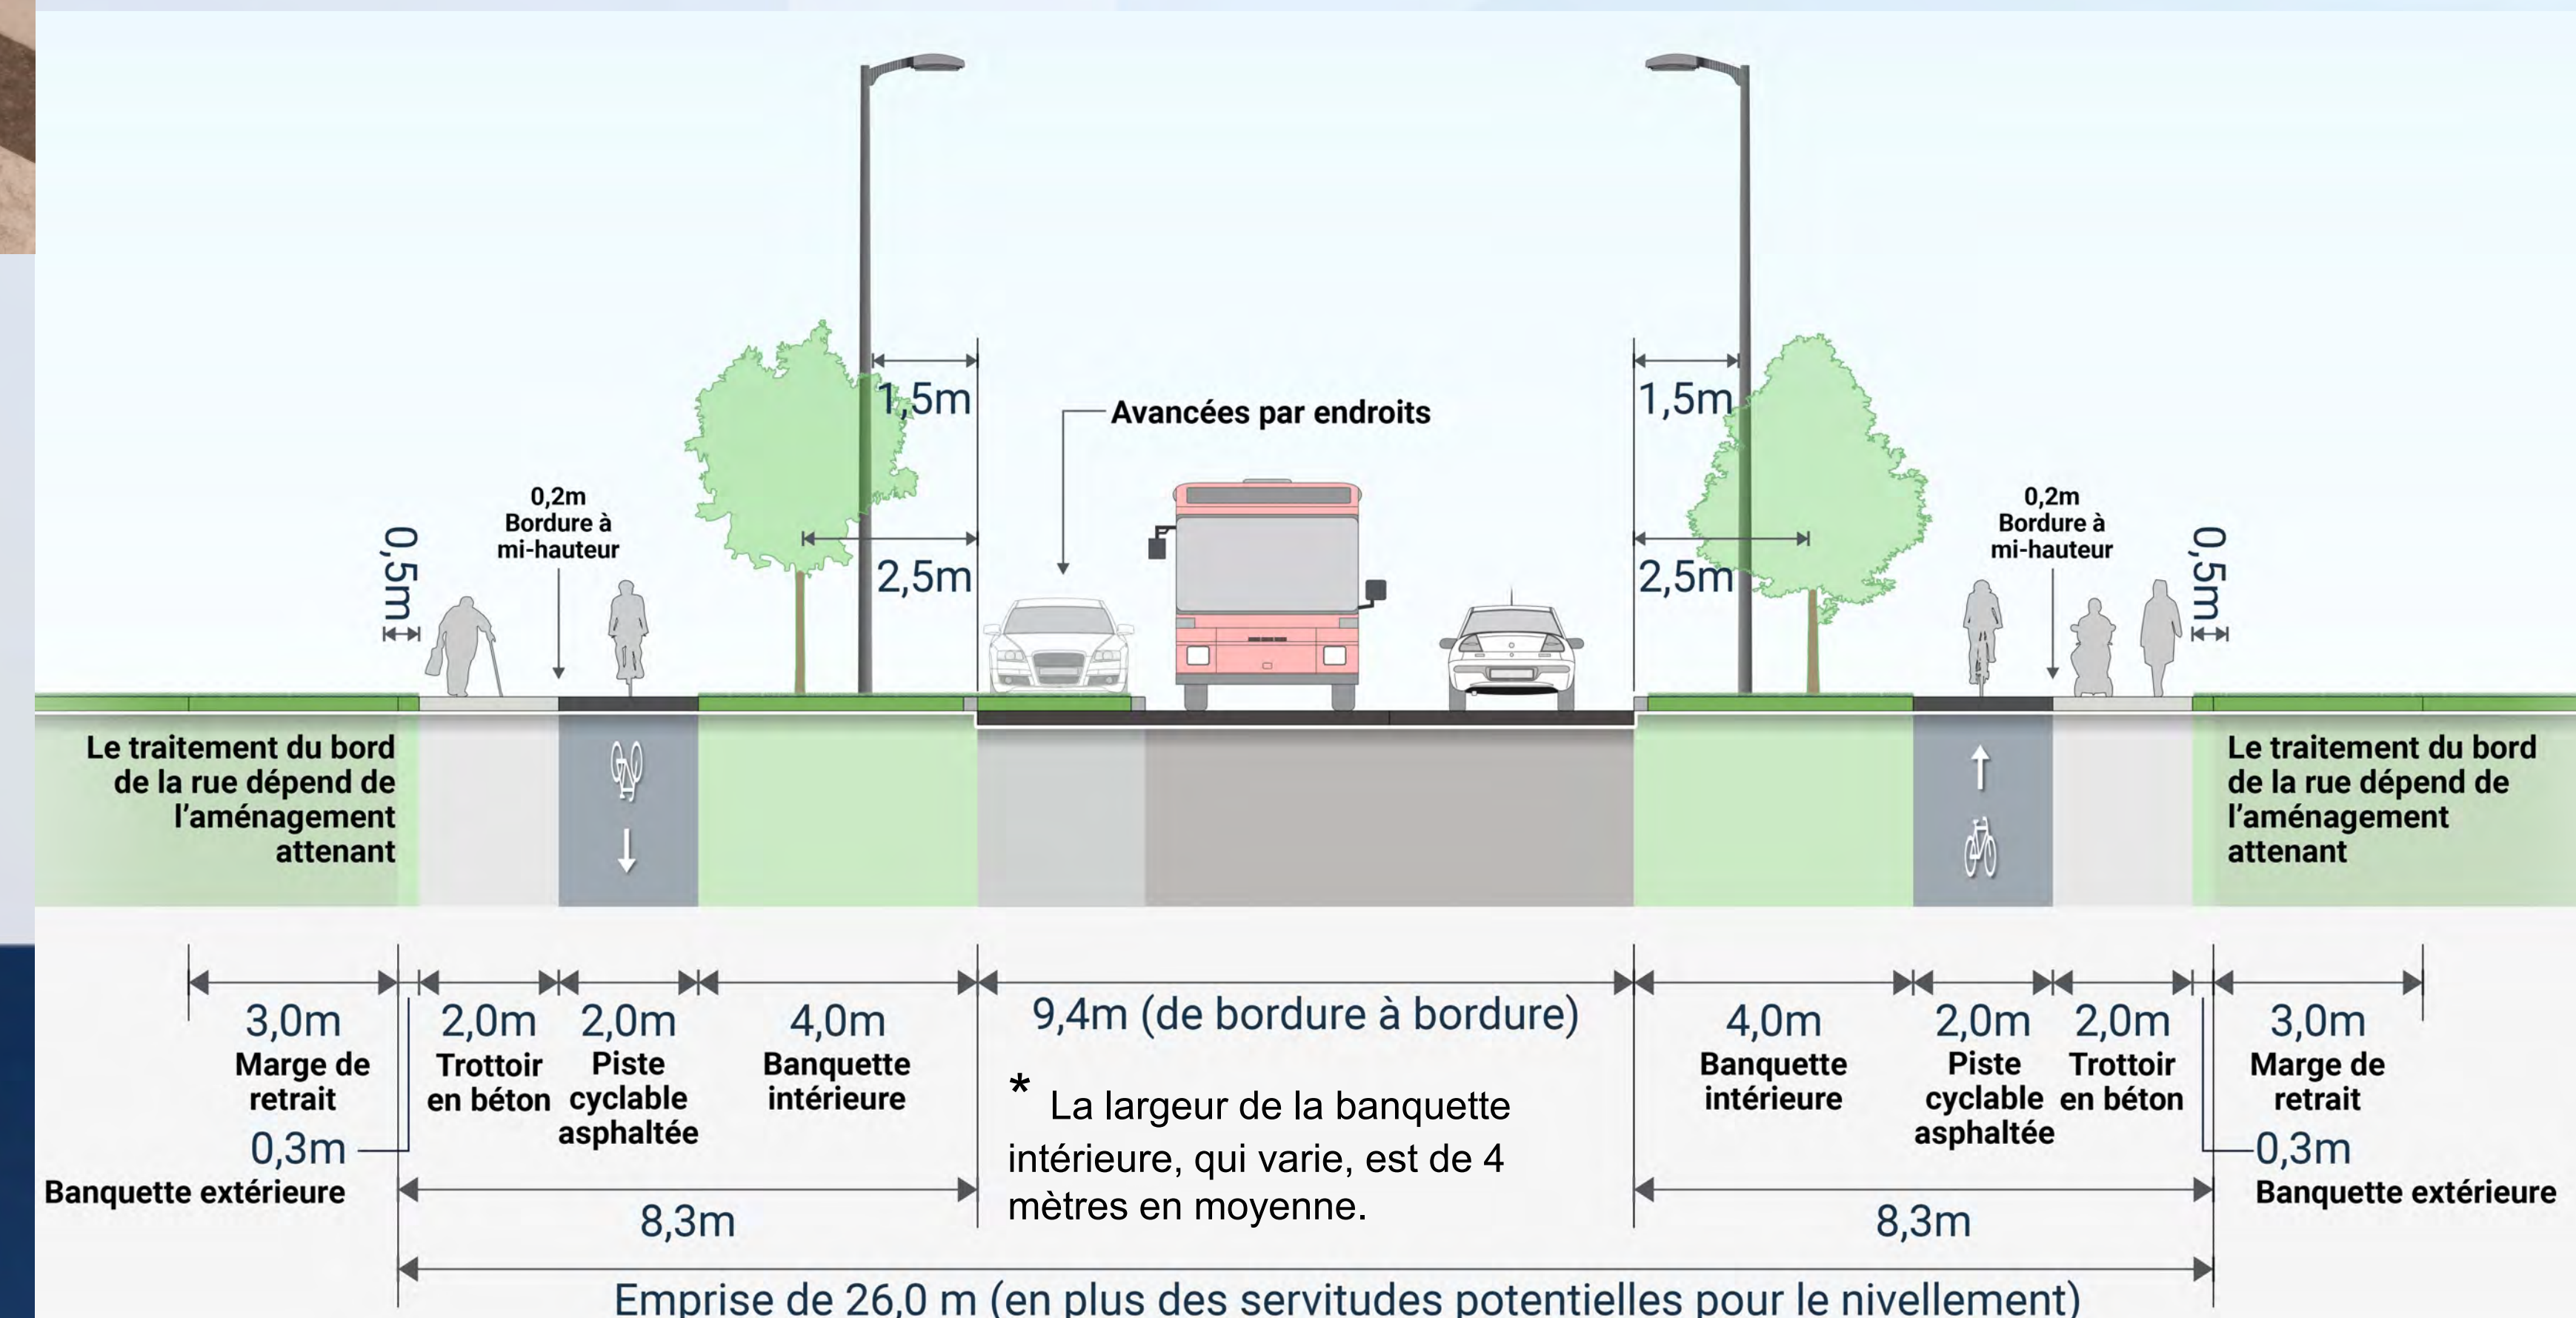 1,5m
1,5m
Avancées par endroits
0,2m
Bordure à
mi-hauteur
0,2m
Bordure à
mi-hauteur
0,5m
0,5m
2,5m
2,5m
Le traitement du bord
de la rue dépend de
l’aménagement
attenant
Le traitement du bord
de la rue dépend de
l’aménagement
attenant
3,0m
Marge de
retrait
0,3m
Banquette extérieure
2,0m
Trottoir
en béton
2,0m
Piste
cyclable
asphaltée
4,0m
Banquette
intérieure
9,4m (de bordure à bordure)
* La largeur de la banquette
intérieure, qui varie, est de 4
mètres en moyenne.
4,0m
Banquette
intérieure
2,0m
Piste
cyclable
asphaltée
2,0m
Trottoir
en béton
3,0m
Marge de
retrait
0,3m
Banquette extérieure
8,3m
8,3m
Emprise de 26,0 m (en plus des servitudes potentielles pour le nivellement)